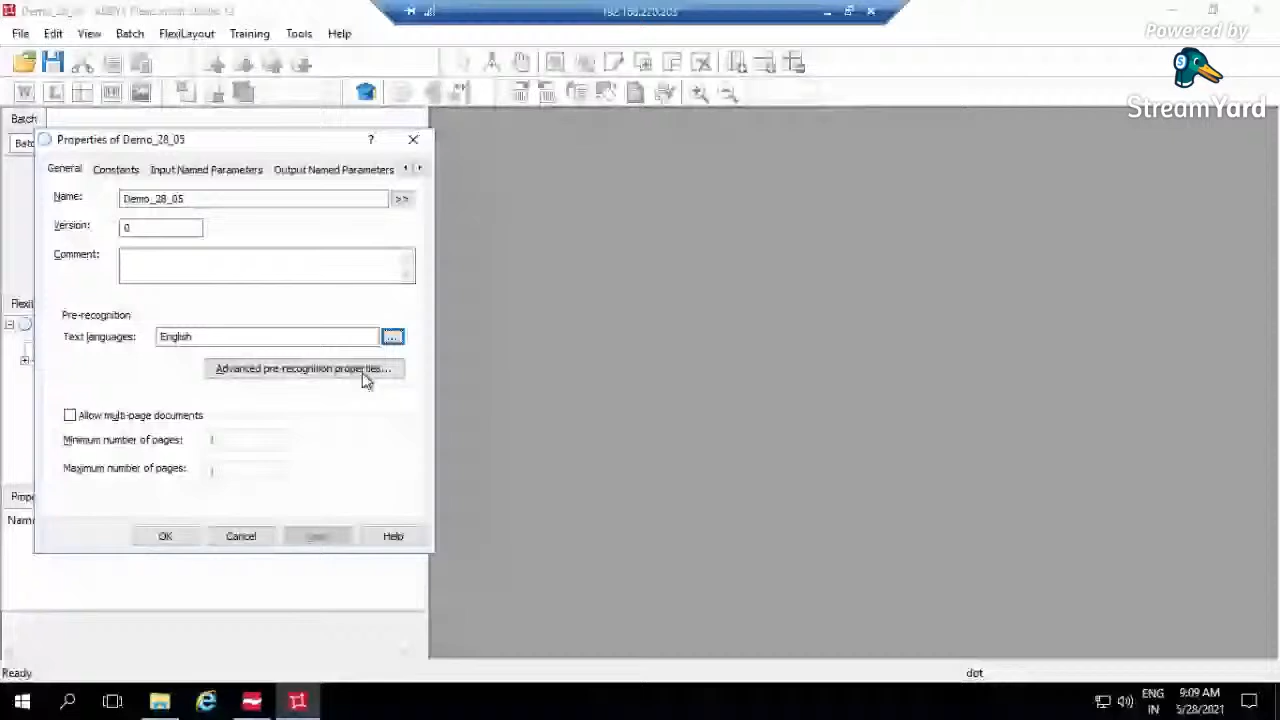 192.168.220.203
File Edit View Batch FlexiLayout Training Tools Help
Powered by
StreamYard
Batch
Properties of Demo_28_05
?
General Constants Input Named Parameters Output Named Parameters
Name: Demo_28_05 >>
Version: 0
Comment:
Pre-recognition
Text languages: English ...
Advanced pre-recognition properties...
Allow multi-page documents
Minimum number of pages: 1
Maximum number of pages: 1
OK Cancel Help
Ready
dot
ENG 9:09 AM
IN 5/28/2021